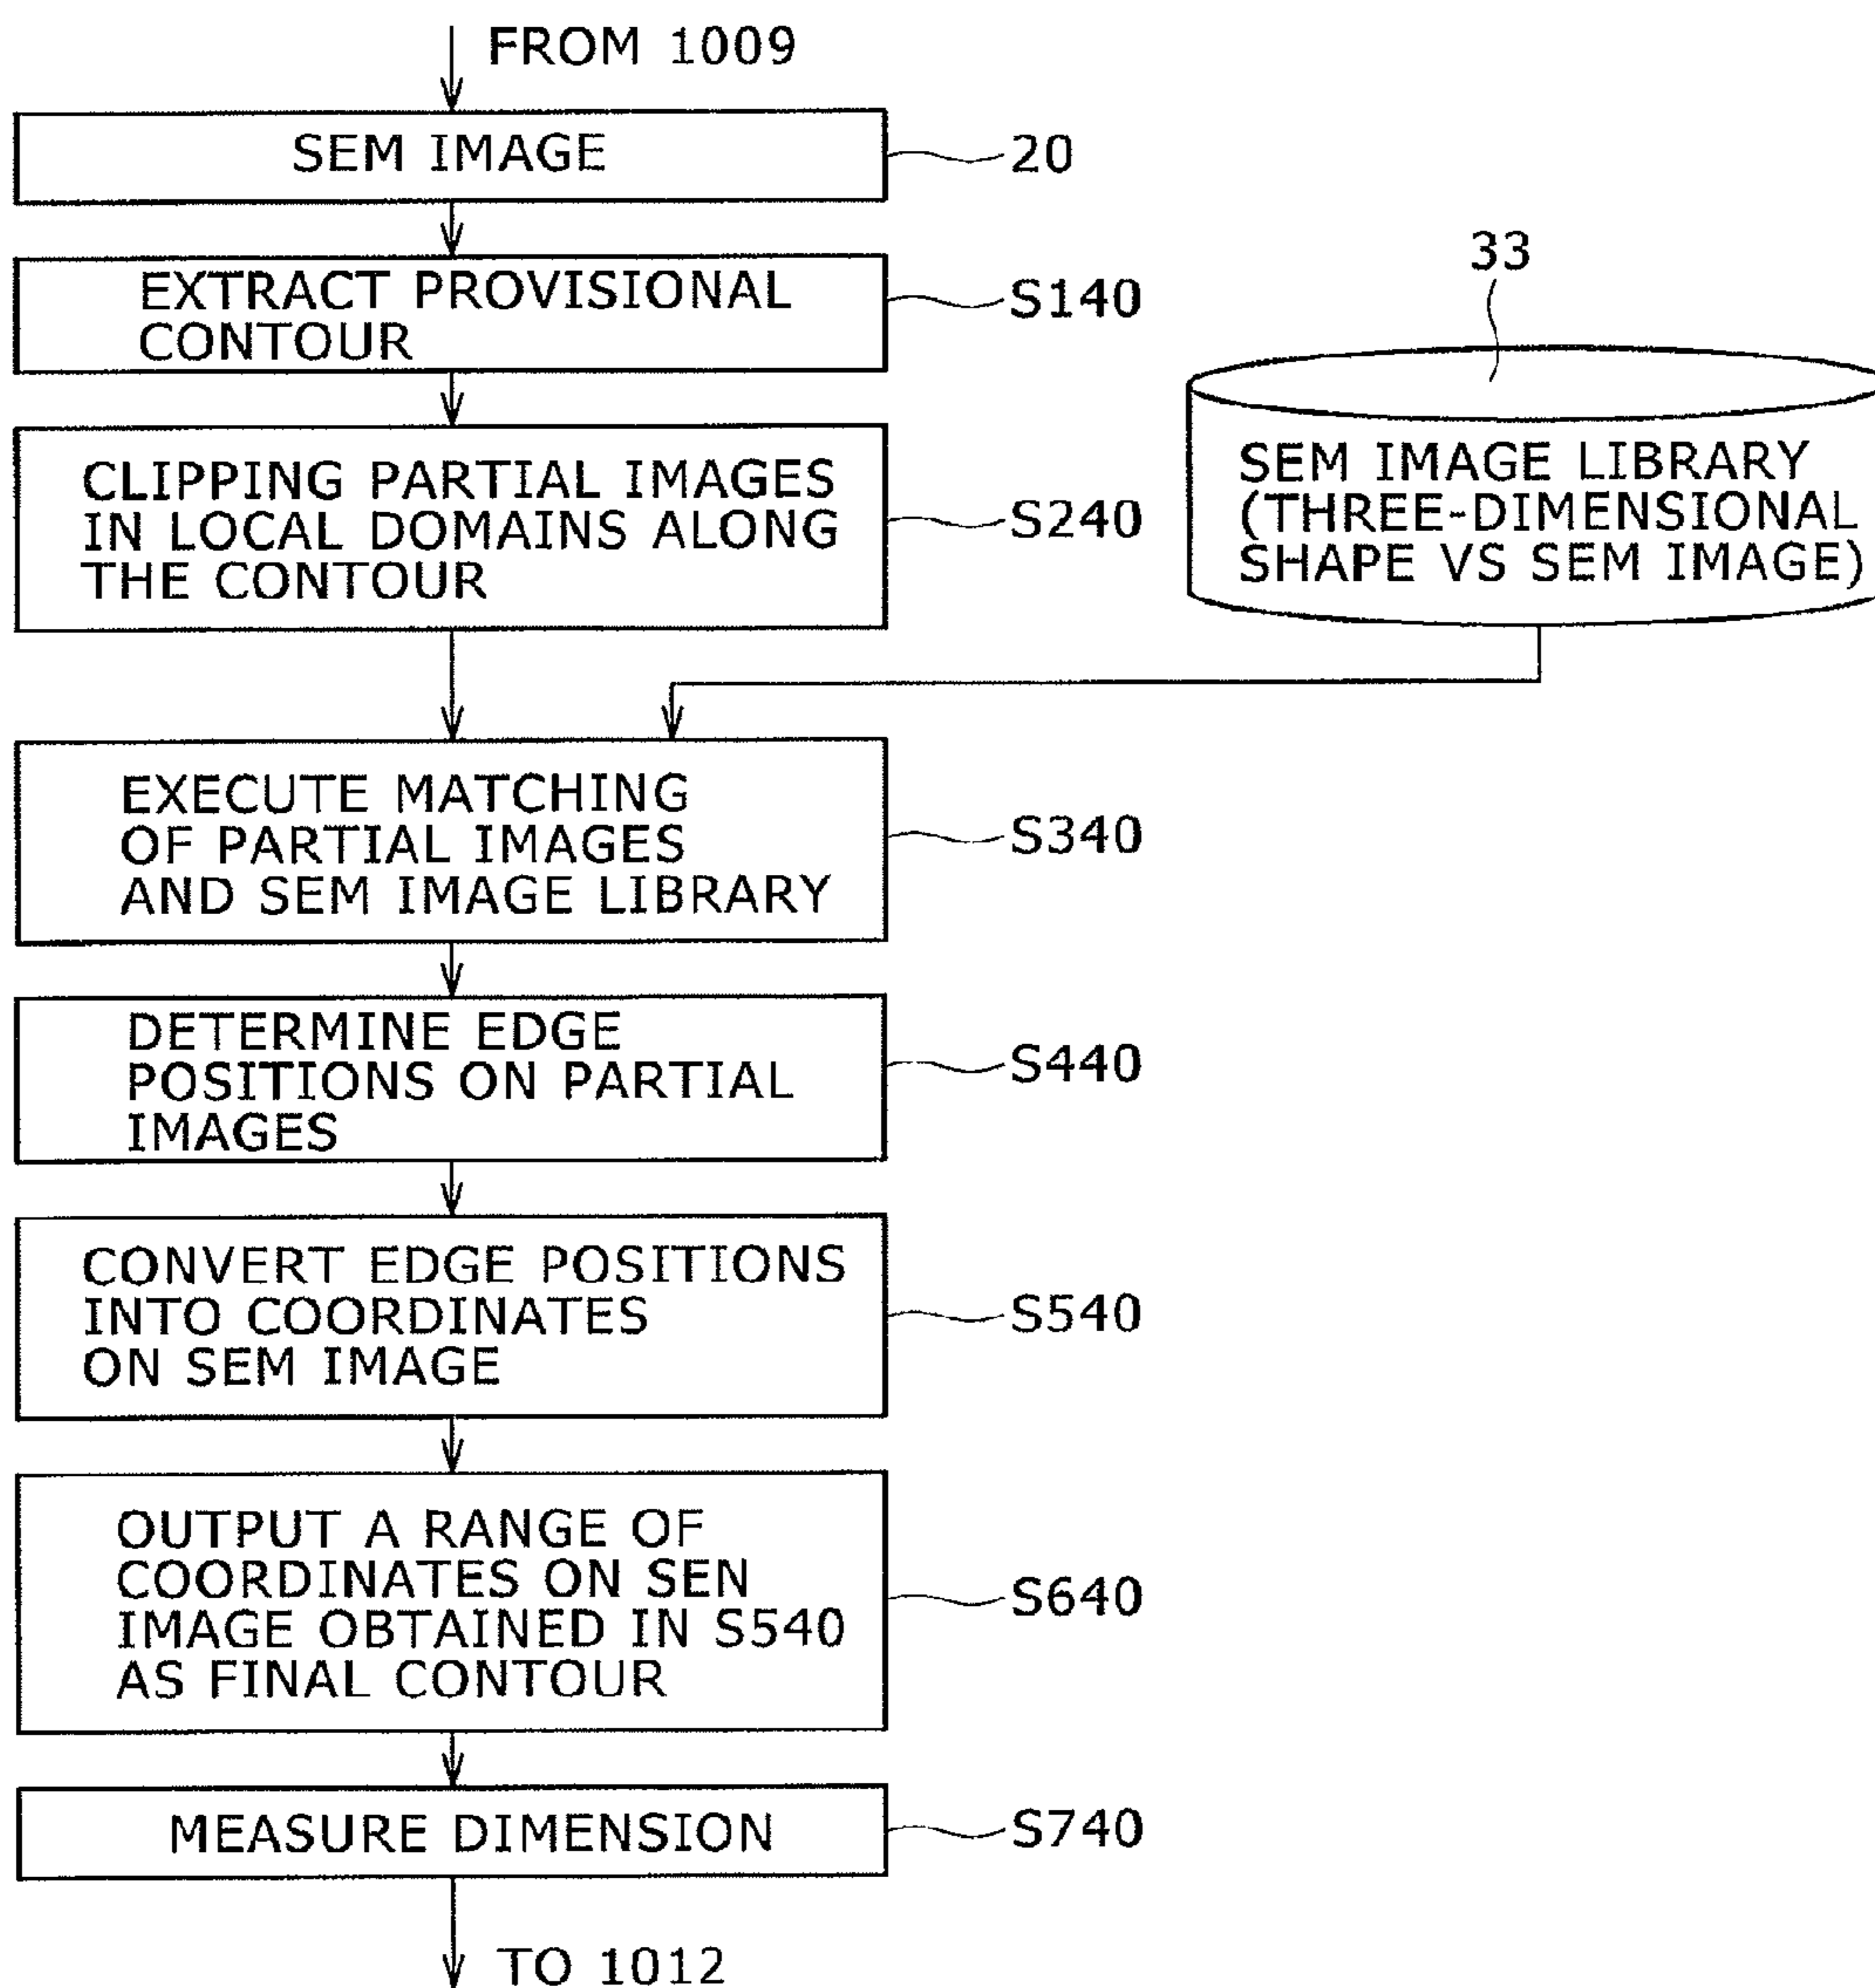 FROM 1009
SEM IMAGE
20
EXTRACT PROVISIONAL
CONTOUR
S140
33
CLIPPING PARTIAL IMAGES
IN LOCAL DOMAINS ALONG
THE CONTOUR
S240
SEM IMAGE LIBRARY
(THREE-DIMENSIONAL
SHAPE VS SEM IMAGE)
EXECUTE MATCHING
OF PARTIAL IMAGES
AND SEM IMAGE LIBRARY
S340
DETERMINE EDGE
POSITIONS ON PARTIAL
IMAGES
S440
CONVERT EDGE POSITIONS
INTO COORDINATES
ON SEM IMAGE
S540
OUTPUT A RANGE OF
COORDINATES ON SEN
IMAGE OBTAINED IN S540
AS FINAL CONTOUR
S640
MEASURE DIMENSION
S740
TO 1012